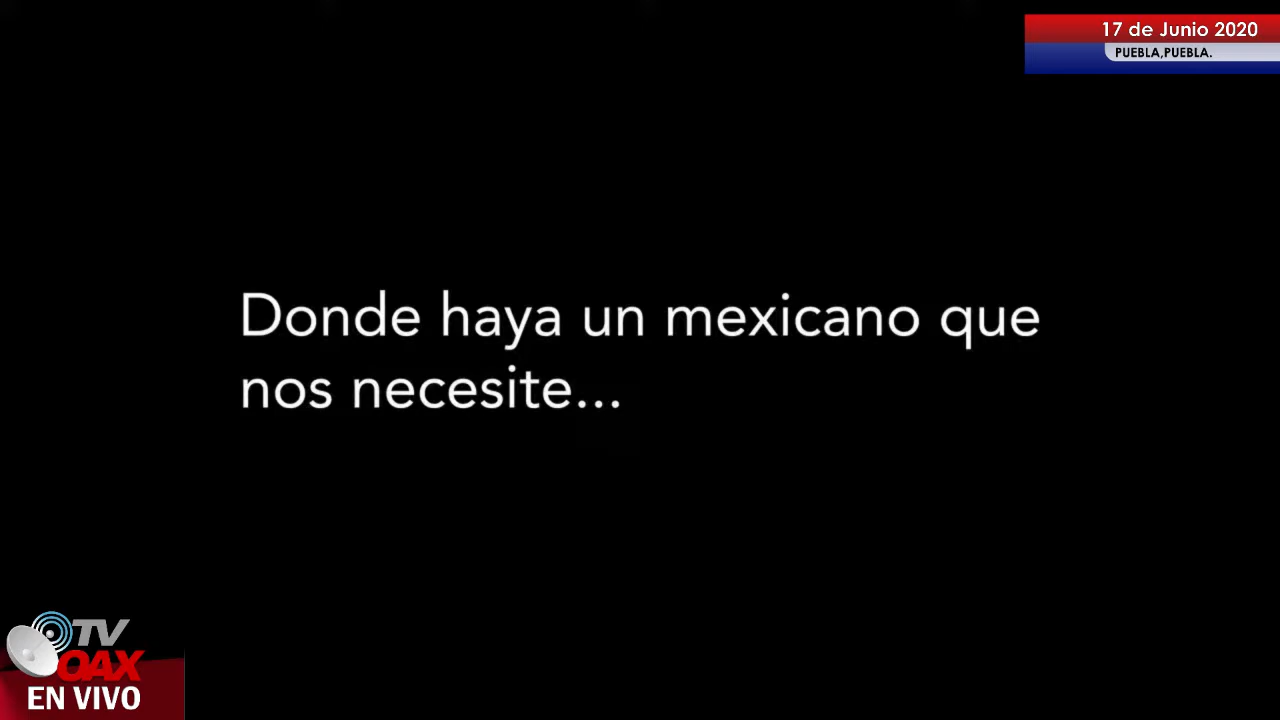 17 de Junio 2020
PUEBLA,PUEBLA.
Donde haya un mexicano que
nos necesite...
TV
OAX
EN VIVO